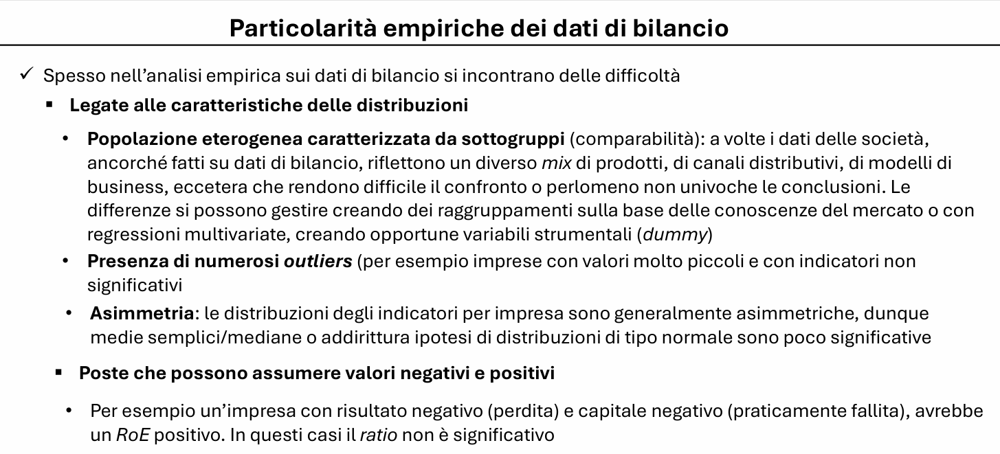 Particolarità empiriche dei dati di bilancio
✓ Spesso nell’analisi empirica sui dati di bilancio si incontrano delle difficoltà
▪ Legate alle caratteristiche delle distribuzioni
• Popolazione eterogenea caratterizzata da sottogruppi (comparabilità): a volte i dati delle società,
ancorché fatti su dati di bilancio, riflettono un diverso mix di prodotti, di canali distributivi, di modelli di
business, eccetera che rendono difficile il confronto o perlomeno non univoche le conclusioni. Le
differenze si possono gestire creando dei raggruppamenti sulla base delle conoscenze del mercato o con
regressioni multivariate, creando opportune variabili strumentali (dummy)
• Presenza di numerosi outliers (per esempio imprese con valori molto piccoli e con indicatori non
significativi
• Asimmetria: le distribuzioni degli indicatori per impresa sono generalmente asimmetriche, dunque
medie semplici/mediane o addirittura ipotesi di distribuzioni di tipo normale sono poco significative
▪ Poste che possono assumere valori negativi e positivi
• Per esempio un’impresa con risultato negativo (perdita) e capitale negativo (praticamente fallita), avrebbe
un RoE positivo. In questi casi il ratio non è significativo